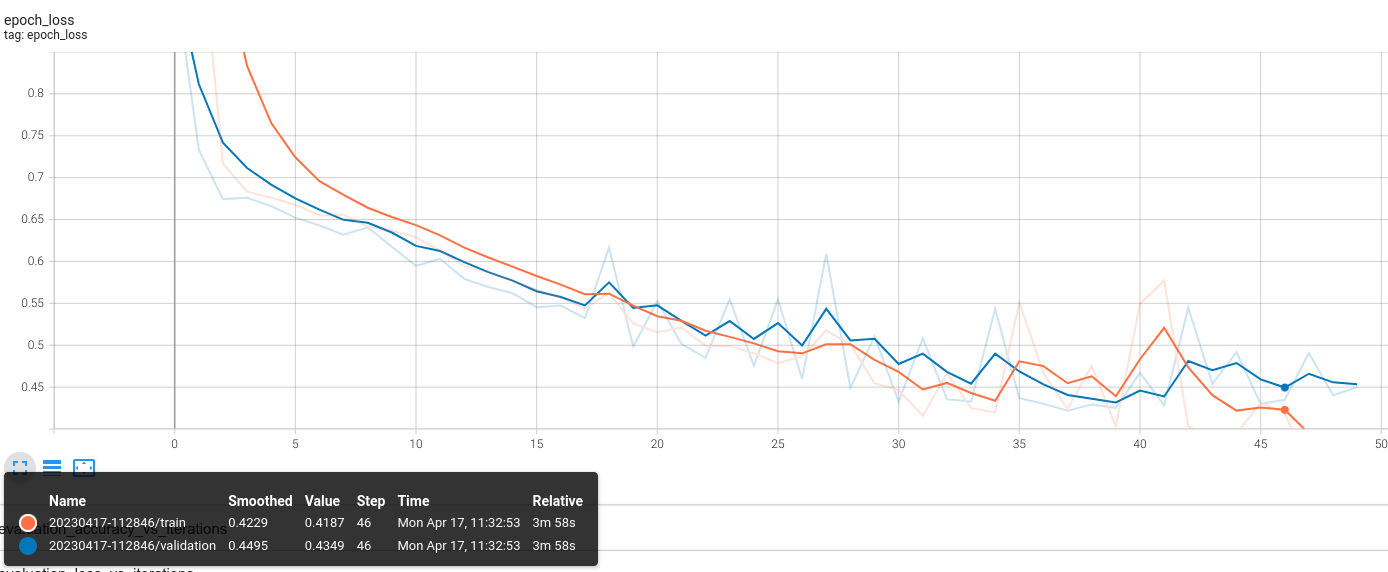 epoch_loss
tag: epoch_loss
0.8
0.75
0.7
0.65
0.6
0.55
0.5
0.45
0 5 10 15 20 25 30 35 40 45 50
Name Smoothed Value Step Time Relative
20230417-112846/train 0.4229 0.4187 46 Mon Apr 17, 11:32:53 3m 58s
evaluation_accuracy_vs_iterations
20230417-112846/validation 0.4495 0.4349 46 Mon Apr 17, 11:32:53 3m 58s
evaluation_loss_vs_iterations